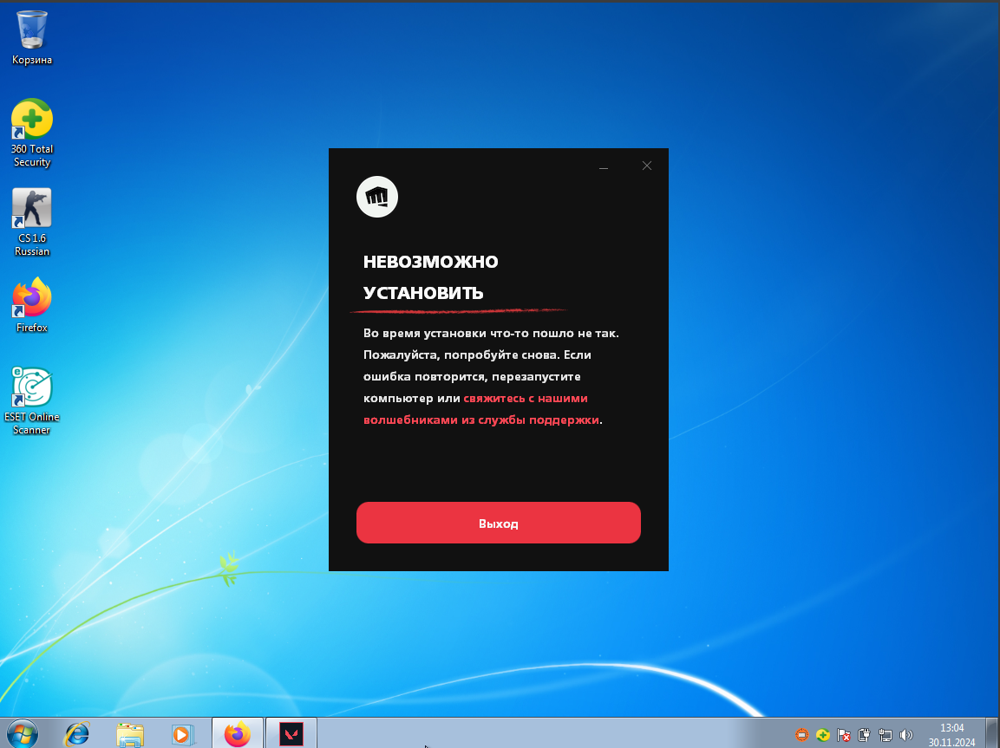 Корзина
360 Total
Security
CS 1.6
Russian
Firefox
ESET Online
Scanner
НЕВОЗМОЖНО
УСТАНОВИТЬ
Во время установки что-то пошло не так.
Пожалуйста, попробуйте снова. Если
ошибка повторится, перезапустите
компьютер или свяжитесь с нашими
волшебниками из службы поддержки.
Выход
13:04
30.11.2024